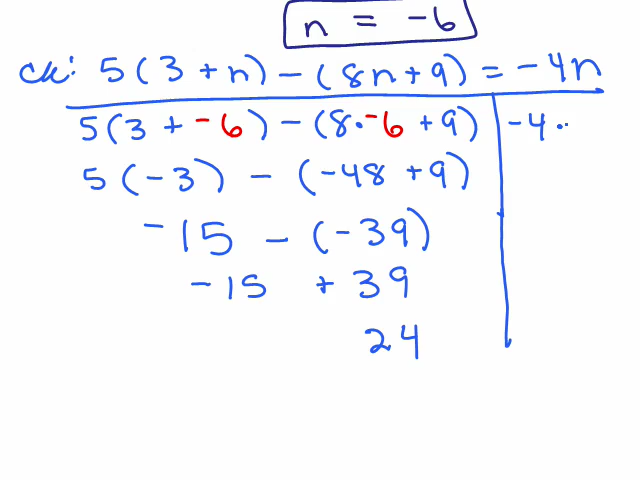 n = -6
ck: 5(3 + n) - (8n + 9) = -4n
5(3 + -6) - (8·-6 + 9) | -4 ·
5(-3) - (-48 + 9)
-15 - (-39)
-15 + 39
24